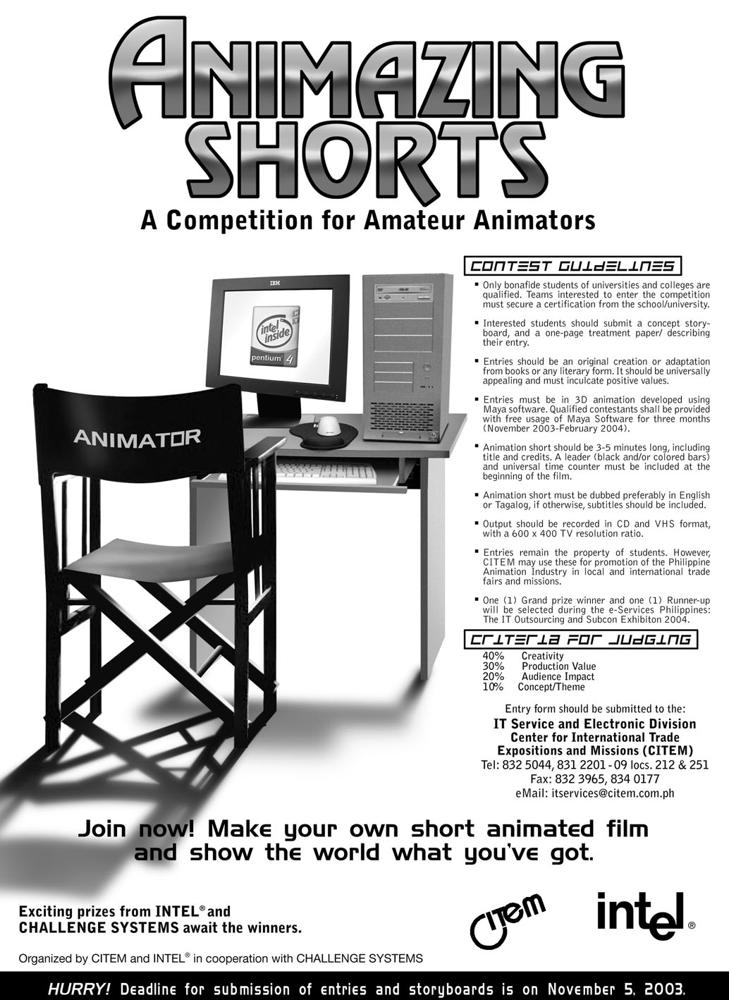 ANIMAZING
SHORTS
A Competition for Amateur Animators
IBM
intel
inside
pentium 4
H
T
ASUS
ANIMATOR
CONTEST GUIdELINES
▪ Only bonafide students of universities and colleges are
qualified. Teams interested to enter the competition
must secure a certification from the school/university.
▪ Interested students should submit a concept story-
board, and a one-page treatment paper/ describing
their entry.
▪ Entries should be an original creation or adaptation
from books or any literary form. It should be universally
appealing and must inculcate positive values.
▪ Entries must be in 3D animation developed using
Maya software. Qualified contestants shall be provided
with free usage of Maya Software for three months
(November 2003-February 2004).
▪ Animation short should be 3-5 minutes long, including
title and credits. A leader (black and/or colored bars)
and universal time counter must be included at the
beginning of the film.
▪ Animation short must be dubbed preferably in English
or Tagalog, if otherwise, subtitles should be included.
▪ Output should be recorded in CD and VHS format,
with a 600 x 400 TV resolution ratio.
▪ Entries remain the property of students. However,
CITEM may use these for promotion of the Philippine
Animation Industry in local and international trade
fairs and missions.
▪ One (1) Grand prize winner and one (1) Runner-up
will be selected during the e-Services Philippines:
The IT Outsourcing and Subcon Exhibiton 2004.
CrITErIa FOr JUdGING
40% Creativity
30% Production Value
20% Audience Impact
10% Concept/Theme
Entry form should be submitted to the:
IT Service and Electronic Division
Center for International Trade
Expositions and Missions (CITEM)
Tel: 832 5044, 831 2201 - 09 locs. 212 & 251
Fax: 832 3965, 834 0177
eMail: itservices@citem.com.ph
Join now! Make your own short animated film
and show the world what you've got.
Exciting prizes from INTEL® and
CHALLENGE SYSTEMS await the winners.
CITem
intel®
Organized by CITEM and INTEL® in cooperation with CHALLENGE SYSTEMS
HURRY! Deadline for submission of entries and storyboards is on November 5, 2003.